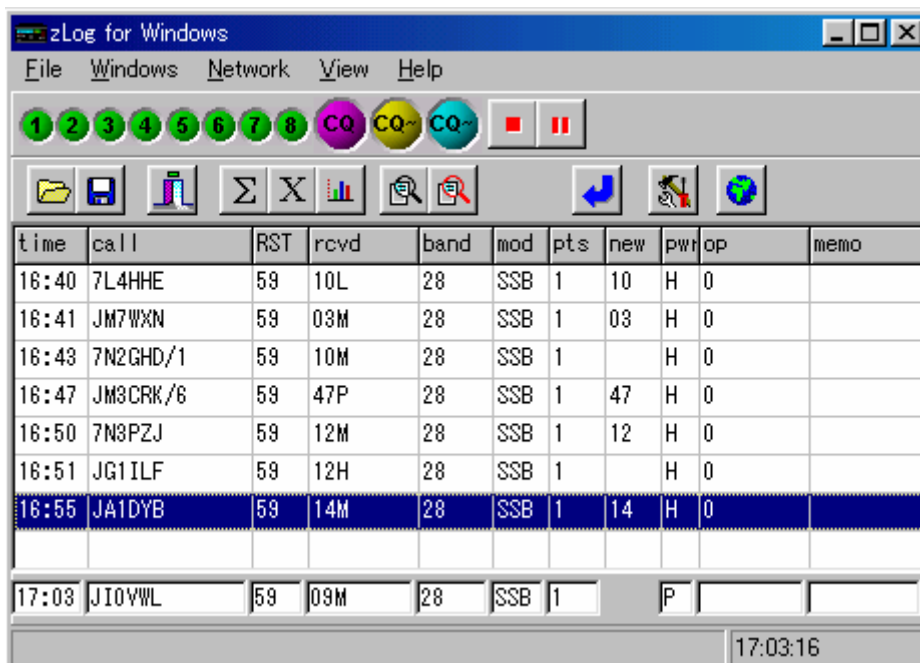 zLog for Windows
File Windows Network View Help
1 2 3 4 5 6 7 8 CQ CQ~ CQ~
Σ X
time call RST rcvd band mod pts new pwr op memo
16:40 7L4HHE 59 10L 28 SSB 1 10 H 0
16:41 JM7WXN 59 03M 28 SSB 1 03 H 0
16:43 7N2GHD/1 59 10M 28 SSB 1 H 0
16:47 JM3CRK/6 59 47P 28 SSB 1 47 H 0
16:50 7N3PZJ 59 12M 28 SSB 1 12 H 0
16:51 JG1ILF 59 12H 28 SSB 1 H 0
16:55 JA1DYB 59 14M 28 SSB 1 14 H 0
17:03 JI0VWL 59 09M 28 SSB 1 P
17:03:16